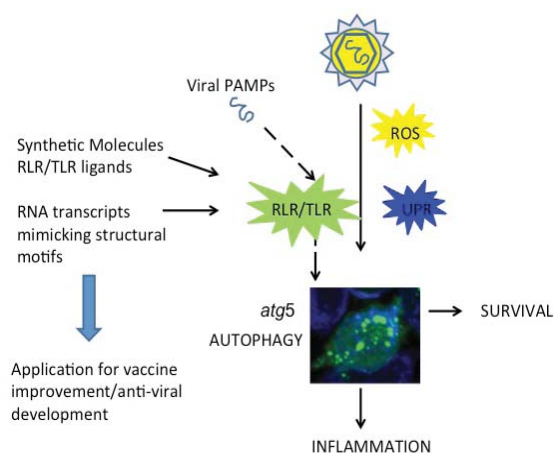 Viral PAMPs
ROS
Synthetic Molecules
RLR/TLR ligands
RLR/TLR
UPR
RNA transcripts
mimicking structural
motifs
atg5
AUTOPHAGY
SURVIVAL
Application for vaccine
improvement/anti-viral
development
INFLAMMATION